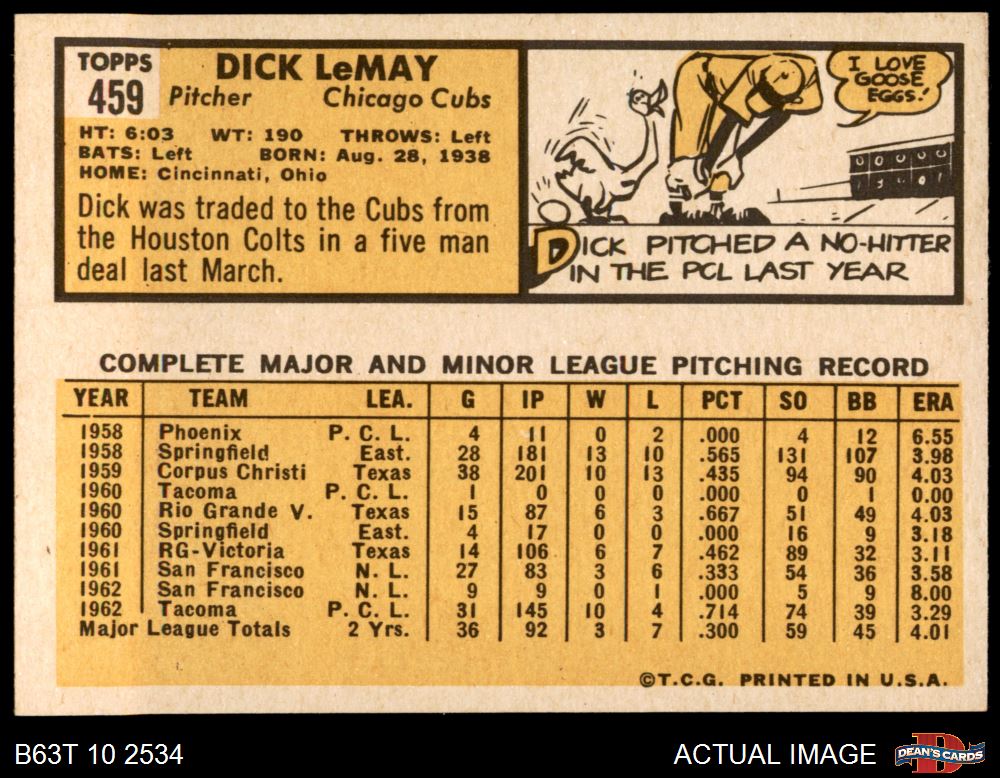 TOPPS
459
DICK LeMAY
Pitcher Chicago Cubs
HT: 6:03 WT: 190 THROWS: Left
BATS: Left BORN: Aug. 28, 1938
HOME: Cincinnati, Ohio
Dick was traded to the Cubs from
the Houston Colts in a five man
deal last March.
I LOVE
GOOSE
EGGS!
DICK PITCHED A NO-HITTER
IN THE PCL LAST YEAR
COMPLETE MAJOR AND MINOR LEAGUE PITCHING RECORD
YEAR TEAM LEA. G IP W L PCT SO BB ERA
1958 Phoenix P. C. L. 4 11 0 2 .000 4 12 6.55
1958 Springfield East. 28 181 13 10 .565 131 107 3.98
1959 Corpus Christi Texas 38 201 10 13 .435 94 90 4.03
1960 Tacoma P. C. L. 1 0 0 0 .000 0 1 0.00
1960 Rio Grande V. Texas 15 87 6 3 .667 51 49 4.03
1960 Springfield East. 4 17 0 0 .000 16 9 3.18
1961 RG-Victoria Texas 14 106 6 7 .462 89 32 3.11
1961 San Francisco N. L. 27 83 3 6 .333 54 36 3.58
1962 San Francisco N. L. 9 9 0 1 .000 5 9 8.00
1962 Tacoma P. C. L. 31 145 10 4 .714 74 39 3.29
Major League Totals 2 Yrs. 36 92 3 7 .300 59 45 4.01
©T.C.G. PRINTED IN U.S.A.
B63T 10 2534 ACTUAL IMAGE DEAN'S CARDS